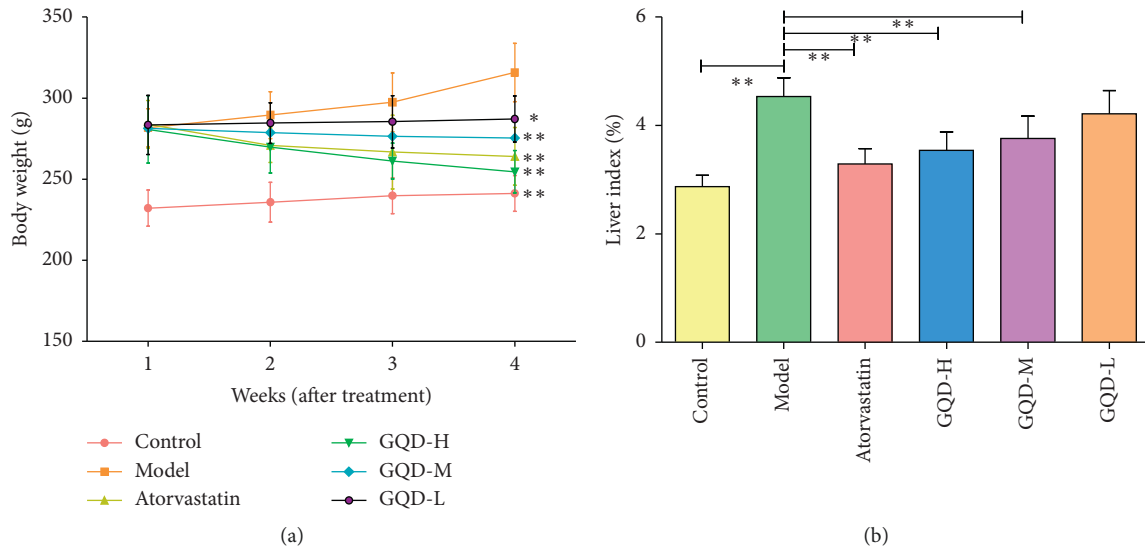 350
300
250
200
150
Body weight (g)
*
**
**
**
**
1 2 3 4
Weeks (after treatment)
Control
Model
Atorvastatin
GQD-H
GQD-M
GQD-L
(a)
6
4
2
0
Liver index (%)
**
**
**
**
Control
Model
Atorvastatin
GQD-H
GQD-M
GQD-L
(b)